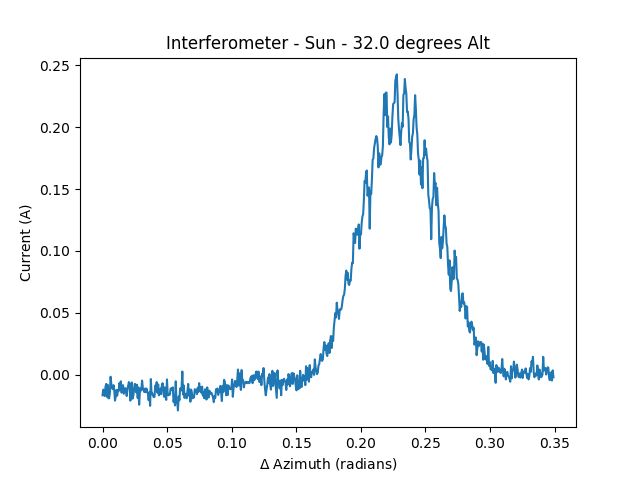 Interferometer - Sun - 32.0 degrees Alt
0.25
0.20
0.15
0.10
0.05
0.00
Current (A)
0.00 0.05 0.10 0.15 0.20 0.25 0.30 0.35
Δ Azimuth (radians)